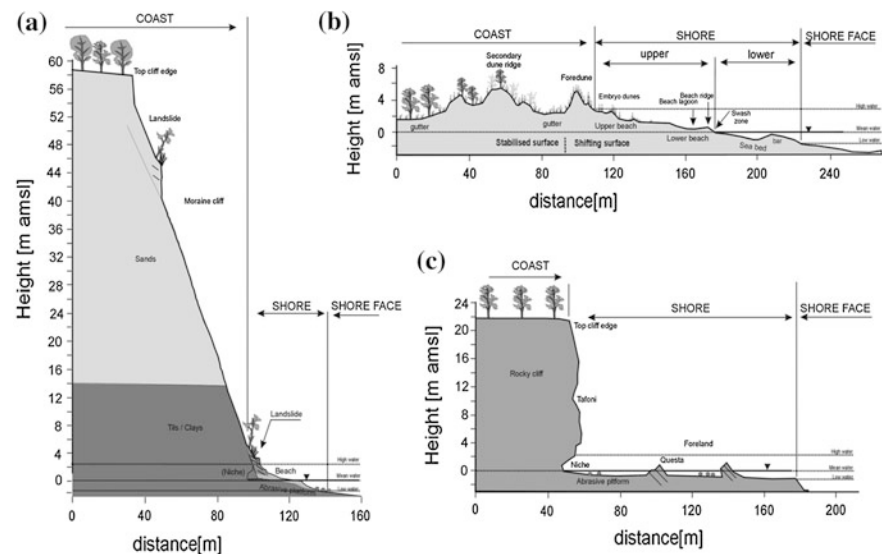 (a)
COAST
Height [m amsl]
60
56
52
48
44
40
36
32
28
24
20
16
12
8
4
0
Top cliff edge
Landslide
Moraine cliff
Sands
SHORE
SHORE FACE
Tils / Clays
Landslide
(Niche)
Beach
High water
Mean water
Low water
Abrasive platform
0
40
80
120
160
distance[m]
(b)
COAST
SHORE
SHORE FACE
upper
lower
Height [m amsl]
8
4
0
Secondary
dune ridge
Foredune
Embryo dunes
Beach ridge
Beach lagoon
Swash
zone
High water
Mean water
Low water
gutter
gutter
Upper beach
Lower beach
Sea bed
bar
Stabilised surface
Shifting surface
0
40
80
120
160
200
240
distance[m]
(c)
COAST
SHORE
SHORE FACE
Height [m amsl]
24
22
20
16
12
8
4
0
Top cliff edge
Rocky cliff
Tafoni
Foreland
High water
Niche
Questa
Mean water
Low water
Abrasive pltform
0
40
80
120
160
200
distance[m]